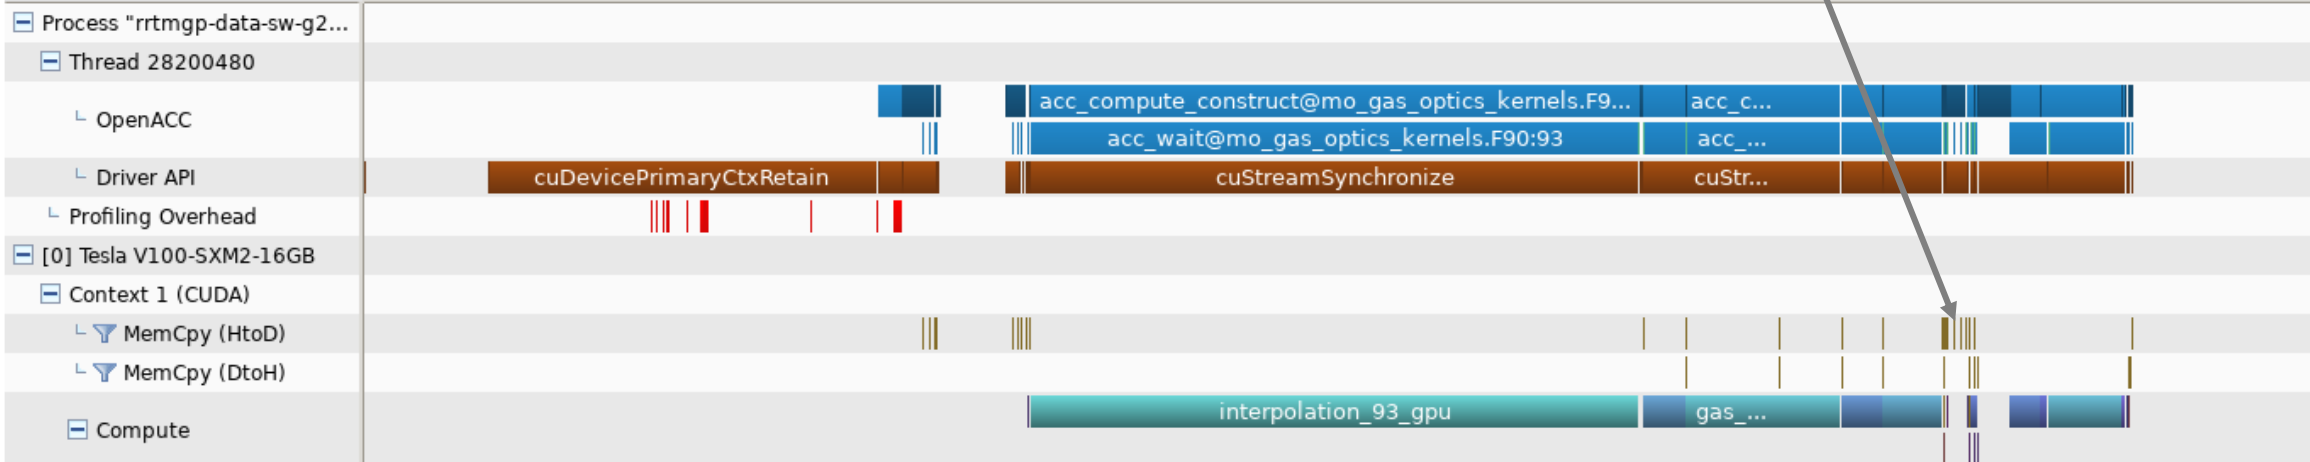 Process "rrtmgp-data-sw-g2...
Thread 28200480
OpenACC
acc_compute_construct@mo_gas_optics_kernels.F9... acc_c...
acc_wait@mo_gas_optics_kernels.F90:93 acc_...
Driver API cuDevicePrimaryCtxRetain cuStreamSynchronize cuStr...
Profiling Overhead
[0] Tesla V100-SXM2-16GB
Context 1 (CUDA)
MemCpy (HtoD)
MemCpy (DtoH)
interpolation_93_gpu gas_...
Compute